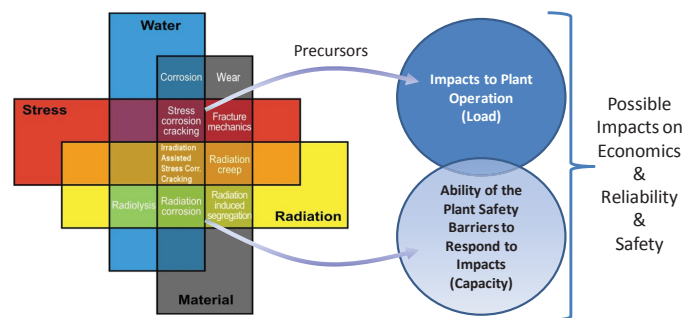 Water
Precursors
Corrosion
Wear
Stress
Stress
corrosion
cracking
Fracture
mechanics
Irradiation
Assisted
Stress Corr.
Cracking
Radiation
creep
Radiolysis
Radiation
corrosion
Radiation
induced
segregation
Radiation
Material
Impacts to Plant
Operation
(Load)
Ability of the
Plant Safety
Barriers to
Respond to
Impacts
(Capacity)
Possible
Impacts on
Economics
&
Reliability
&
Safety